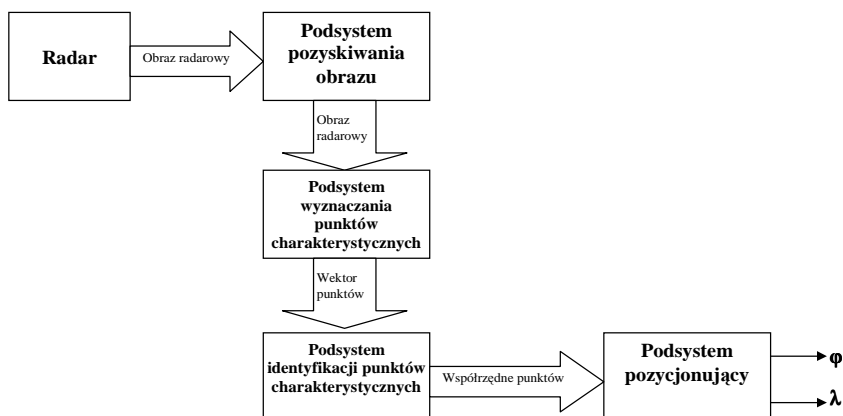 Radar
Obraz radarowy
Podsystem
pozyskiwania
obrazu
Obraz
radarowy
Podsystem
wyznaczania
punktów
charakterystycznych
Wektor
punktów
Podsystem
identyfikacji punktów
charakterystycznych
Współrzędne punktów
Podsystem
pozycjonujący
φ
λ